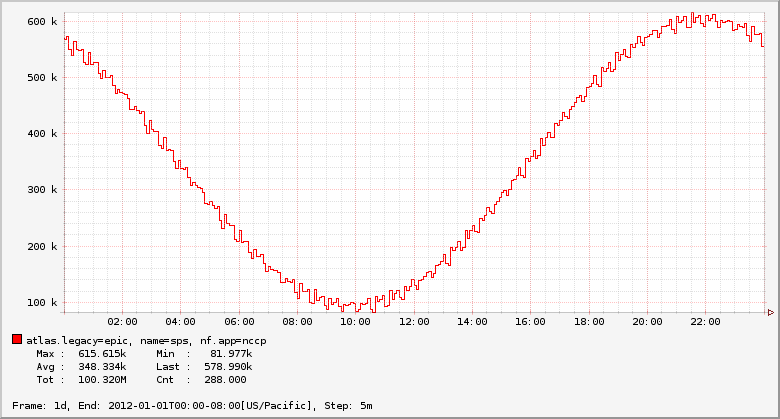 600 k
500 k
400 k
300 k
200 k
100 k
02:00 04:00 06:00 08:00 10:00 12:00 14:00 16:00 18:00 20:00 22:00
atlas.legacy=epic, name=sps, nf.app=nccp
Max : 615.615k Min : 81.977k
Avg : 348.334k Last : 578.990k
Tot : 100.320M Cnt : 288.000
Frame: 1d, End: 2012-01-01T00:00-08:00[US/Pacific], Step: 5m